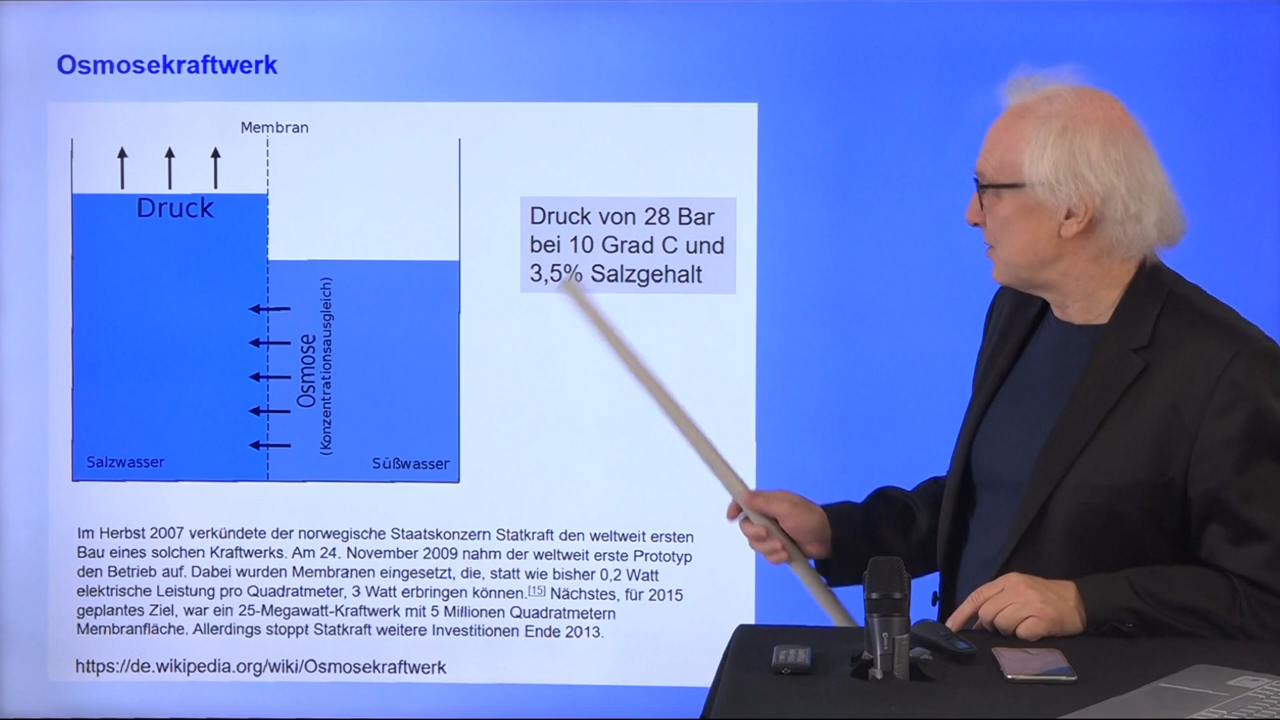 Osmosekraftwerk
Membran
Druck
Osmose
(Konzentrationsausgleich)
Salzwasser
Süßwasser
Druck von 28 Bar
bei 10 Grad C und
3,5% Salzgehalt
Im Herbst 2007 verkündete der norwegische Staatskonzern Statkraft den weltweit ersten
Bau eines solchen Kraftwerks. Am 24. November 2009 nahm der weltweit erste Prototyp
den Betrieb auf. Dabei wurden Membranen eingesetzt, die, statt wie bisher 0,2 Watt
elektrische Leistung pro Quadratmeter, 3 Watt erbringen können.[15] Nächstes, für 2015
geplantes Ziel, war ein 25-Megawatt-Kraftwerk mit 5 Millionen Quadratmetern
Membranfläche. Allerdings stoppt Statkraft weitere Investitionen Ende 2013.
https://de.wikipedia.org/wiki/Osmosekraftwerk